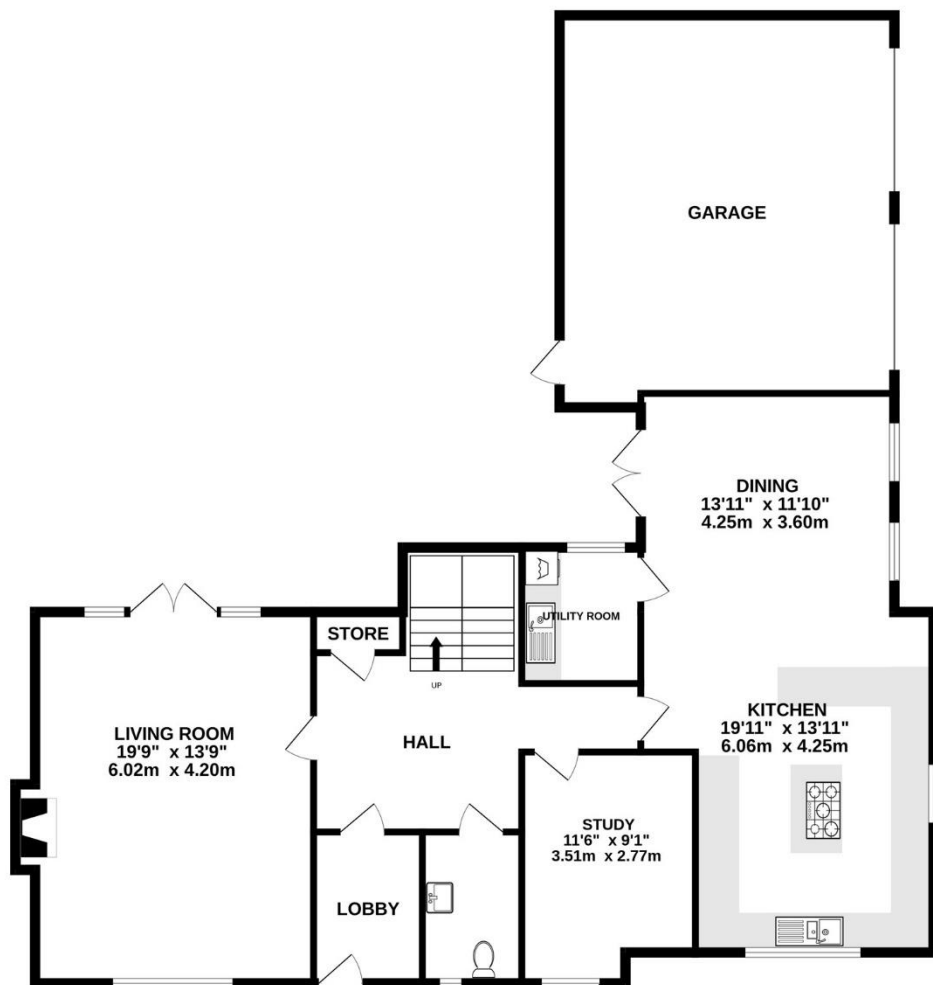 GARAGE
DINING
13'11" x 11'10"
4.25m x 3.60m
UTILITY ROOM
STORE
UP
LIVING ROOM
19'9" x 13'9"
6.02m x 4.20m
HALL
KITCHEN
19'11" x 13'11"
6.06m x 4.25m
STUDY
11'6" x 9'1"
3.51m x 2.77m
LOBBY